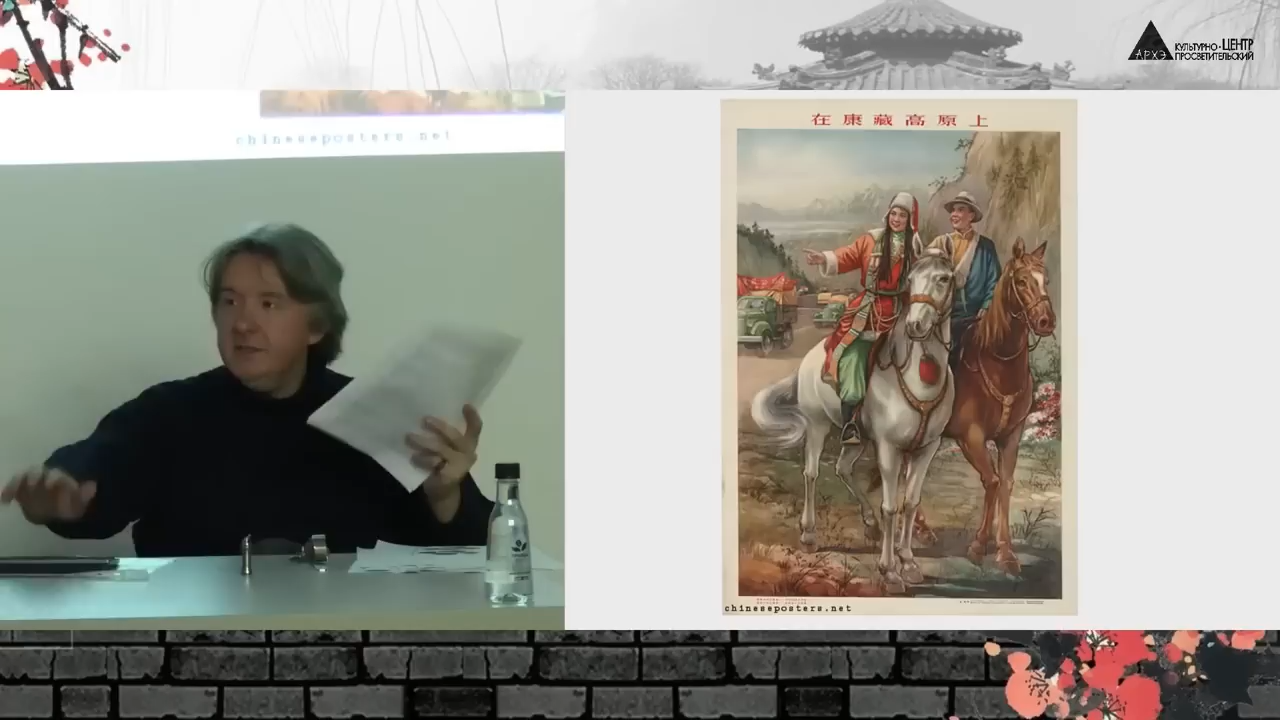 АРХЭ
КУЛЬТУРНО-ЦЕНТР
ПРОСВЕТИТЕЛЬСКИЙ
chineseposters.net
在康藏高原上
chineseposters.net